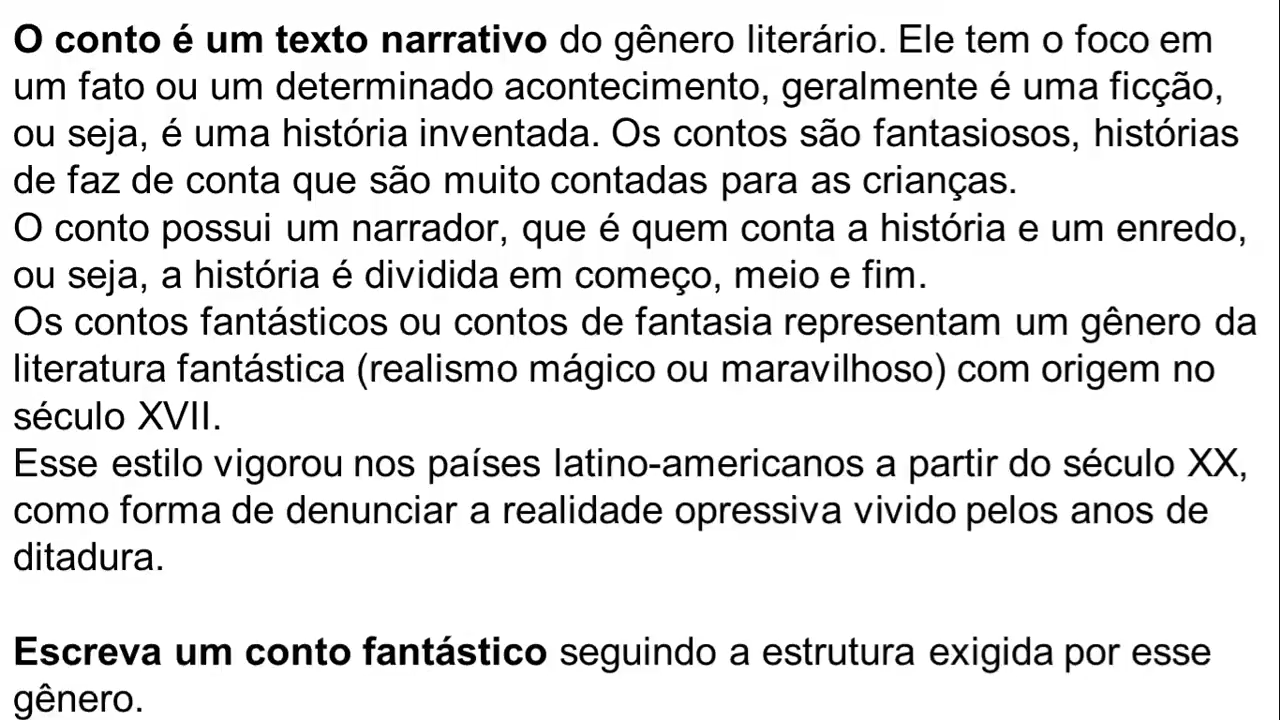 O conto é um texto narrativo do gênero literário. Ele tem o foco em
um fato ou um determinado acontecimento, geralmente é uma ficção,
ou seja, é uma história inventada. Os contos são fantasiosos, histórias
de faz de conta que são muito contadas para as crianças.
O conto possui um narrador, que é quem conta a história e um enredo,
ou seja, a história é dividida em começo, meio e fim.
Os contos fantásticos ou contos de fantasia representam um gênero da
literatura fantástica (realismo mágico ou maravilhoso) com origem no
século XVII.
Esse estilo vigorou nos países latino-americanos a partir do século XX,
como forma de denunciar a realidade opressiva vivido pelos anos de
ditadura.
Escreva um conto fantástico seguindo a estrutura exigida por esse
gênero.